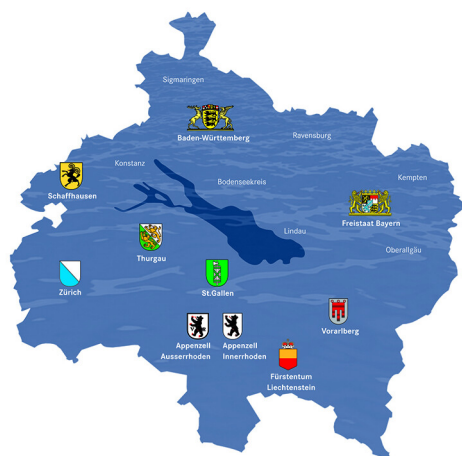 Sigmaringen
Baden-Württemberg
Ravensburg
Konstanz
Bodenseekreis
Kempten
Schaffhausen
Freistaat Bayern
Lindau
Oberallgäu
Thurgau
Zürich
St.Gallen
Vorarlberg
Appenzell
Ausserrhoden
Appenzell
Innerrhoden
Fürstentum
Liechtenstein